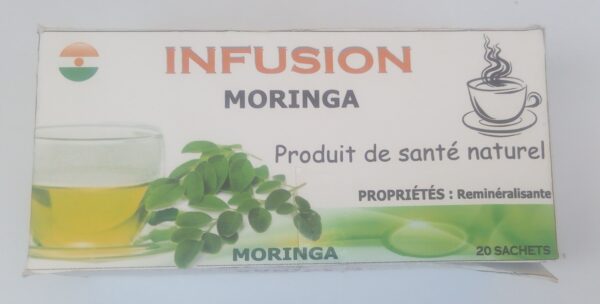 INFUSION
MORINGA
Produit de santé naturel
PROPRIÉTÉS : Reminéralisante
MORINGA
20 SACHETS